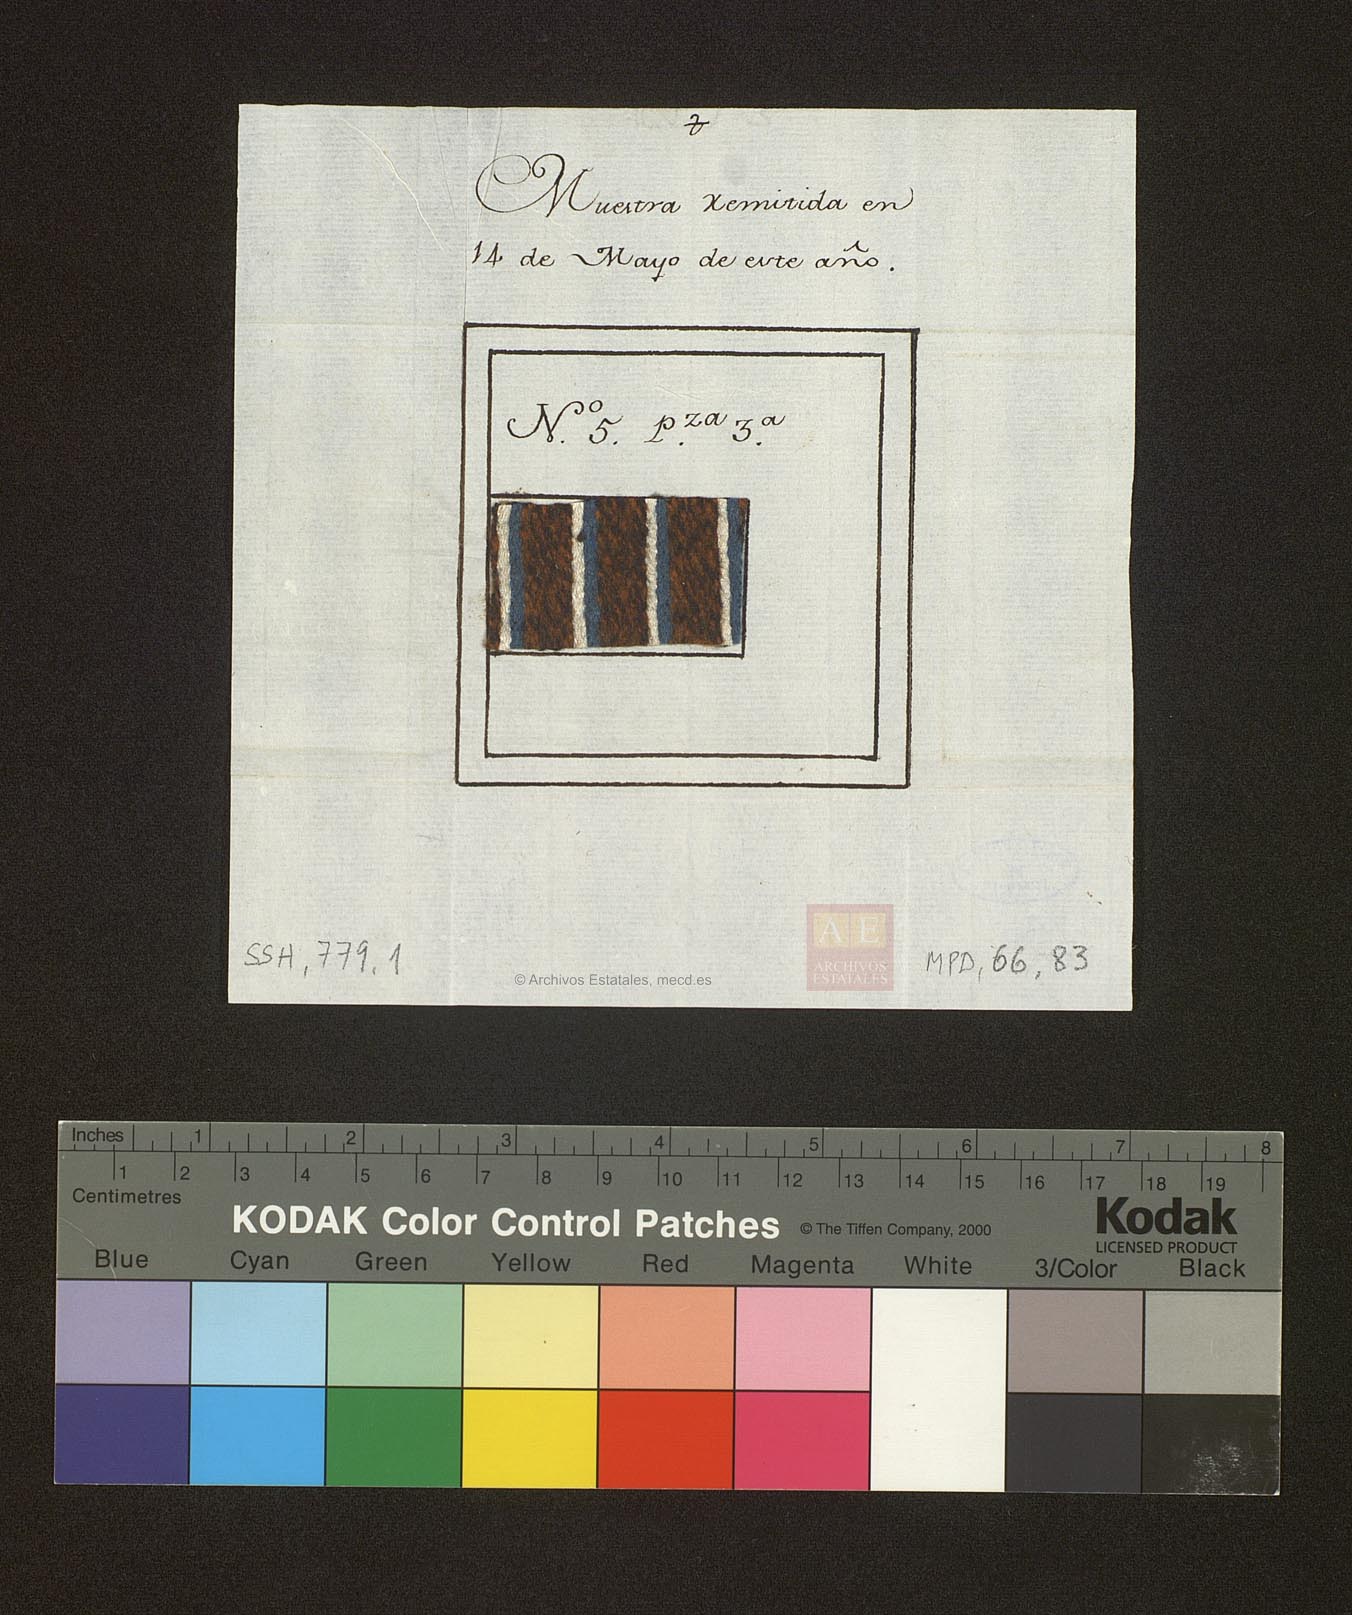 Muestra remitida en
14 de Mayo de este año.
N.º 5. p.za 3.a
SSH, 779, 1
© Archivos Estatales, mecd.es
A E
ARCHIVOS
ESTATALES
MPD, 66, 83
Inches 1 2 3 4 5 6 7 8
1 2 3 4 5 6 7 8 9 10 11 12 13 14 15 16 17 18 19
Centimetres
KODAK Color Control Patches © The Tiffen Company, 2000
Kodak
LICENSED PRODUCT
Blue Cyan Green Yellow Red Magenta White 3/Color Black